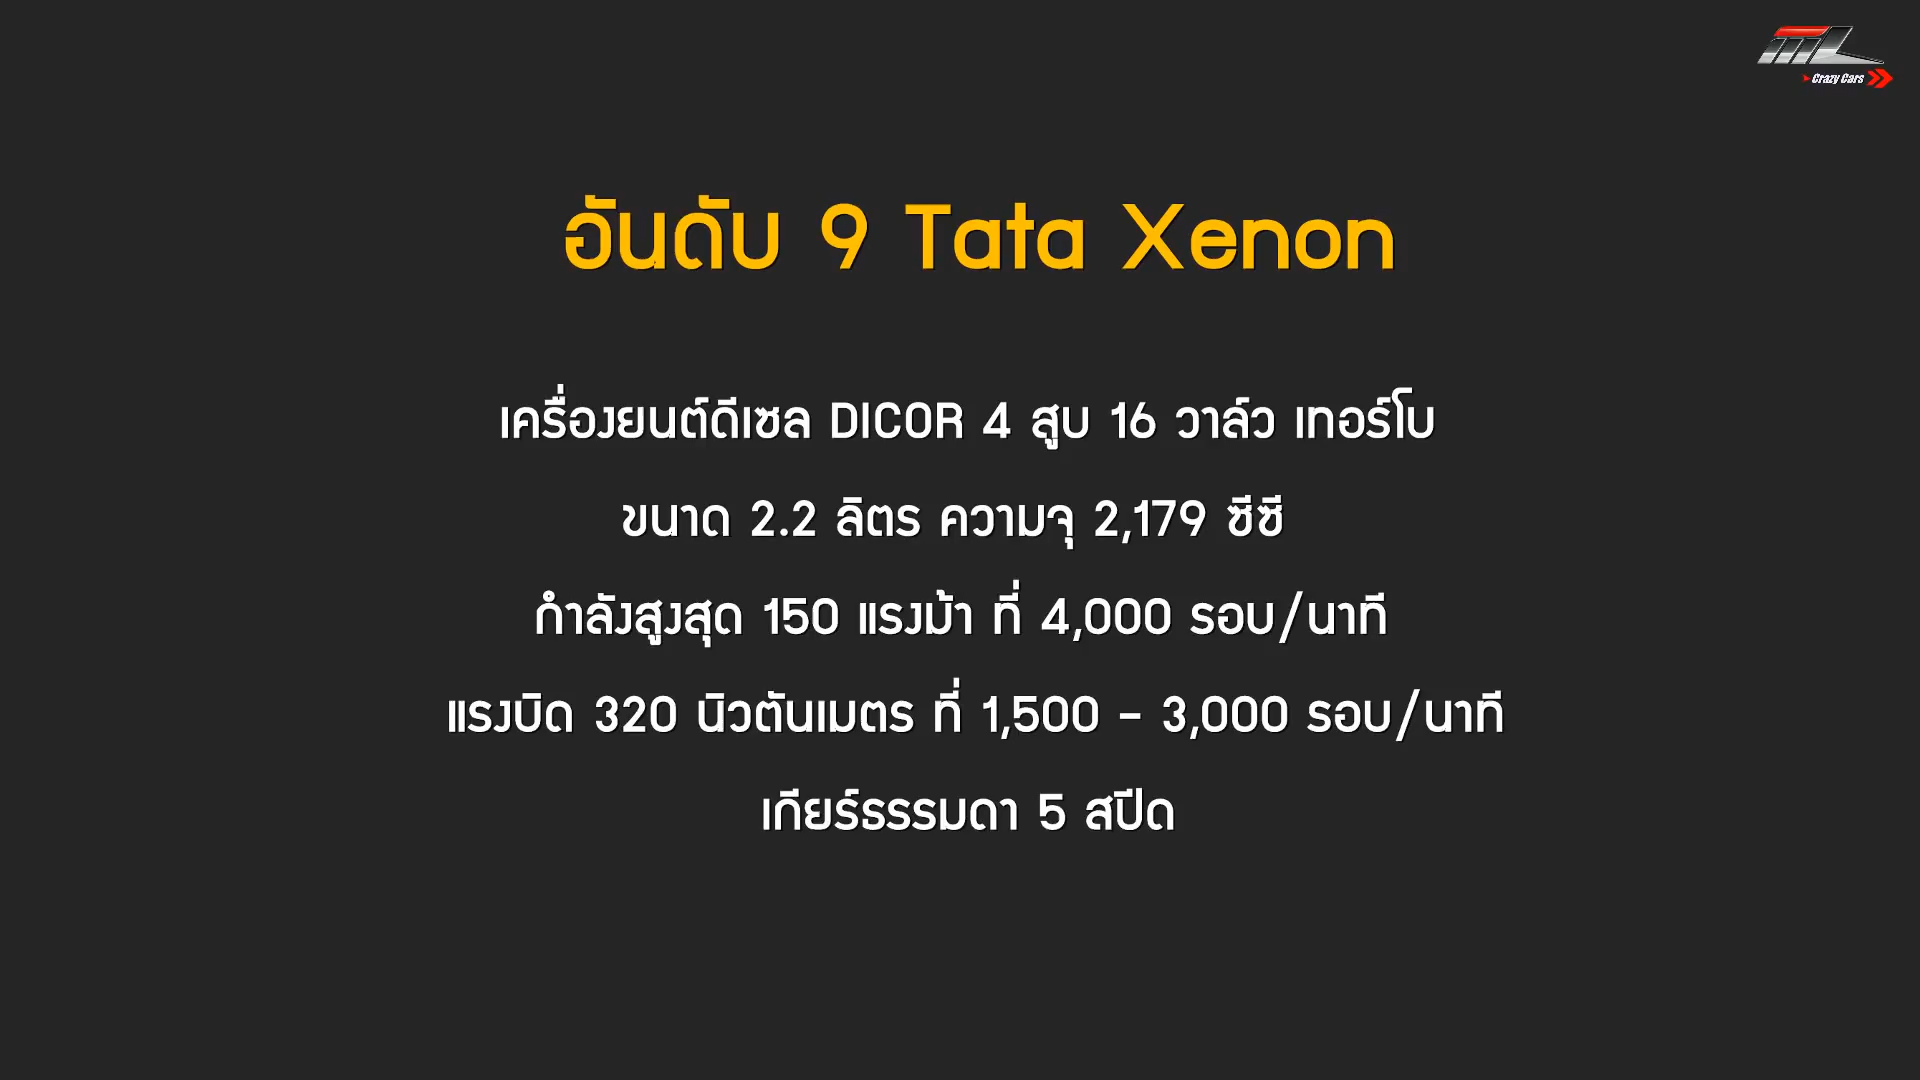 ML
Crazy Cars
อันดับ 9 Tata Xenon
เครื่องยนต์ดีเซล DICOR 4 สูบ 16 วาล์ว เทอร์โบ
ขนาด 2.2 ลิตร ความจุ 2,179 ซีซี
กำลังสูงสุด 150 แรงม้า ที่ 4,000 รอบ/นาที
แรงบิด 320 นิวตันเมตร ที่ 1,500 - 3,000 รอบ/นาที
เกียร์ธรรมดา 5 สปีด